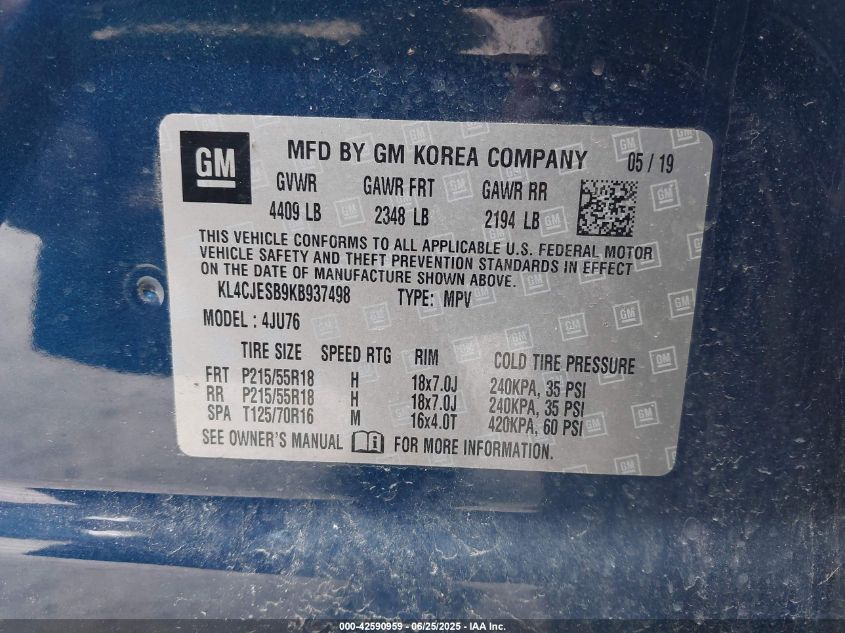 GM MFD BY GM KOREA COMPANY 05 / 19
GVWR GAWR FRT GAWR RR
4409 LB 2348 LB 2194 LB
THIS VEHICLE CONFORMS TO ALL APPLICABLE U.S. FEDERAL MOTOR
VEHICLE SAFETY AND THEFT PREVENTION STANDARDS IN EFFECT
ON THE DATE OF MANUFACTURE SHOWN ABOVE.
KL4CJESB9KB937498 TYPE: MPV
MODEL: 4JU76
TIRE SIZE SPEED RTG RIM COLD TIRE PRESSURE
FRT P215/55R18 H 18x7.0J 240KPA, 35 PSI
RR P215/55R18 H 18x7.0J 240KPA, 35 PSI
SPA T125/70R16 M 16x4.0T 420KPA, 60 PSI
SEE OWNER'S MANUAL FOR MORE INFORMATION.
000-42590959 - 06/25/2025 - IAA Inc.